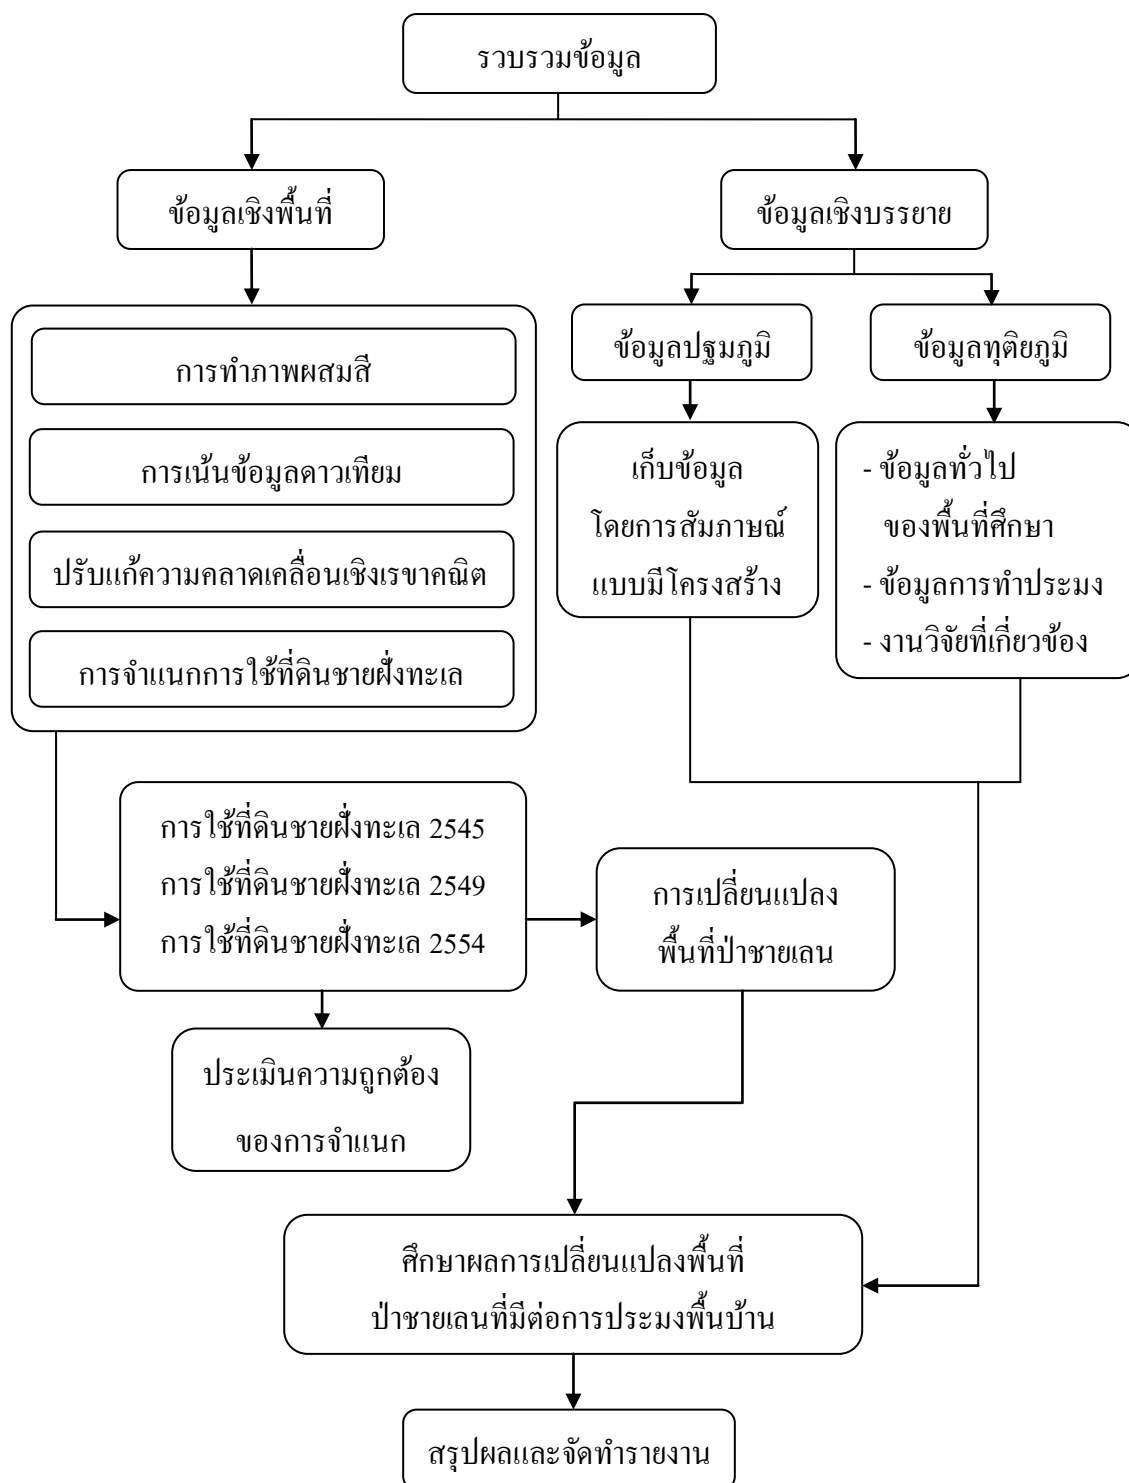 รวบรวมข้อมูล
ข้อมูลเชิงพื้นที่
ข้อมูลเชิงบรรยาย
ข้อมูลปฐมภูมิ
ข้อมูลทุติยภูมิ
การทำภาพผสมสี
การเน้นข้อมูลดาวเทียม
ปรับแก้ความคลาดเคลื่อนเชิงเรขาคณิต
การจำแนกการใช้ที่ดินชายฝั่งทะเล
เก็บข้อมูล
โดยการสัมภาษณ์
แบบมีโครงสร้าง
- ข้อมูลทั่วไป
ของพื้นที่ศึกษา
- ข้อมูลการทำประมง
- งานวิจัยที่เกี่ยวข้อง
การใช้ที่ดินชายฝั่งทะเล 2545
การใช้ที่ดินชายฝั่งทะเล 2549
การใช้ที่ดินชายฝั่งทะเล 2554
การเปลี่ยนแปลง
พื้นที่ป่าชายเลน
ประเมินความถูกต้อง
ของการจำแนก
ศึกษาผลการเปลี่ยนแปลงพื้นที่
ป่าชายเลนที่มีต่อการประมงพื้นบ้าน
สรุปผลและจัดทำรายงาน